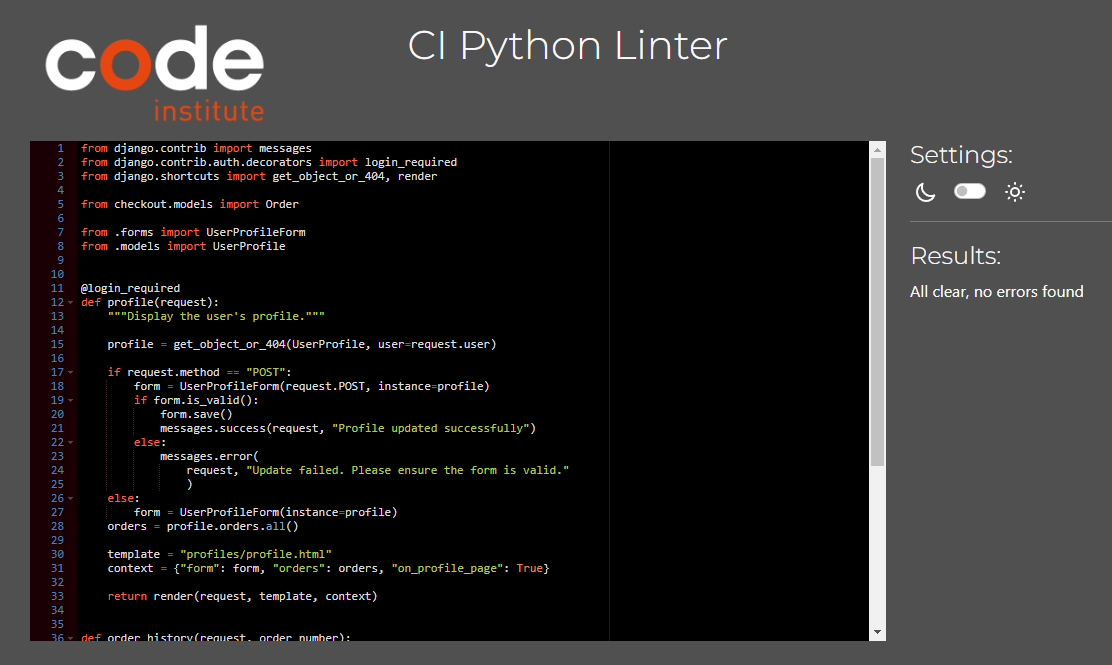 code
institute
CI Python Linter
1 from django.contrib import messages
2 from django.contrib.auth.decorators import login_required
3 from django.shortcuts import get_object_or_404, render
4
5 from checkout.models import Order
6
7 from .forms import UserProfileForm
8 from .models import UserProfile
9
10
11 @login_required
12 def profile(request):
13     """Display the user's profile."""
14
15     profile = get_object_or_404(UserProfile, user=request.user)
16
17     if request.method == "POST":
18         form = UserProfileForm(request.POST, instance=profile)
19         if form.is_valid():
20             form.save()
21             messages.success(request, "Profile updated successfully")
22         else:
23             messages.error(
24                 request, "Update failed. Please ensure the form is valid."
25                 )
26     else:
27         form = UserProfileForm(instance=profile)
28     orders = profile.orders.all()
29
30     template = "profiles/profile.html"
31     context = {"form": form, "orders": orders, "on_profile_page": True}
32
33     return render(request, template, context)
34
35
36 def order_history(request, order_number):
Settings:
Results:
All clear, no errors found